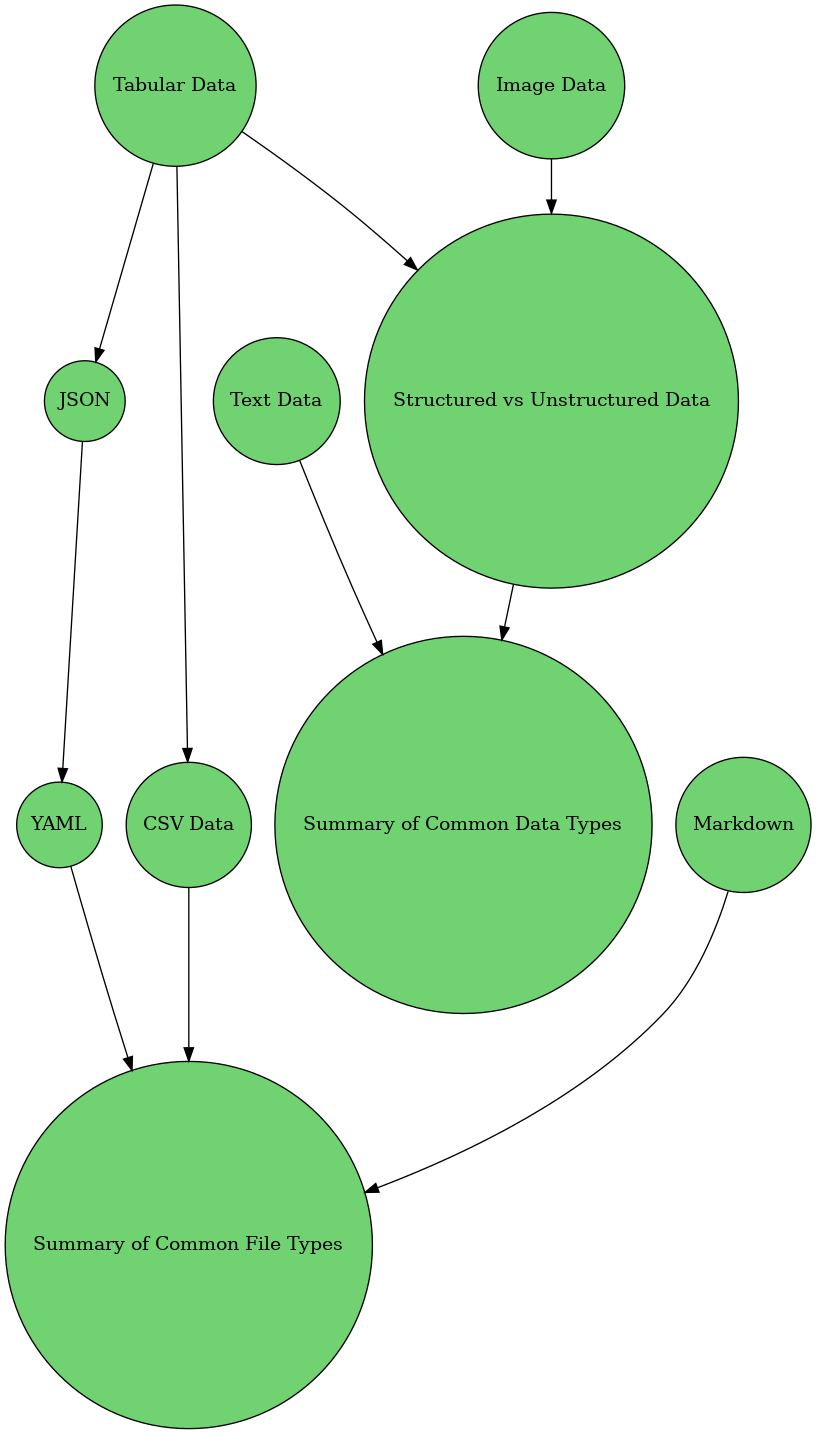 Tabular Data
Image Data
JSON
Text Data
Structured vs Unstructured Data
YAML
CSV Data
Summary of Common Data Types
Markdown
Summary of Common File Types